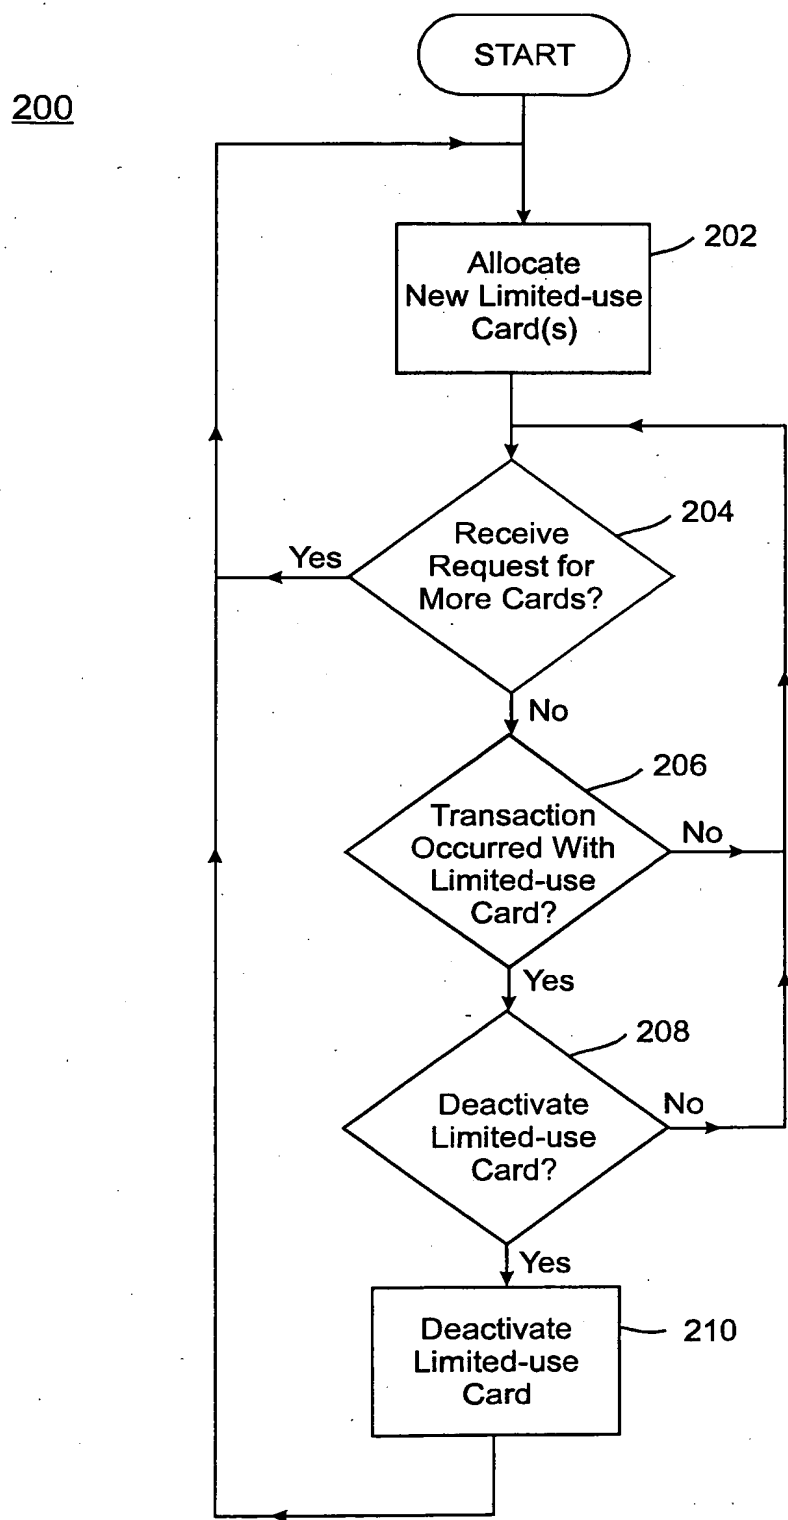 START
200
202
Allocate
New Limited-use
Card(s)
204
Receive
Request for
More Cards?
Yes
No
206
Transaction
Occurred With
Limited-use
Card?
No
Yes
208
Deactivate
Limited-use
Card?
No
Yes
Deactivate
Limited-use
Card
210